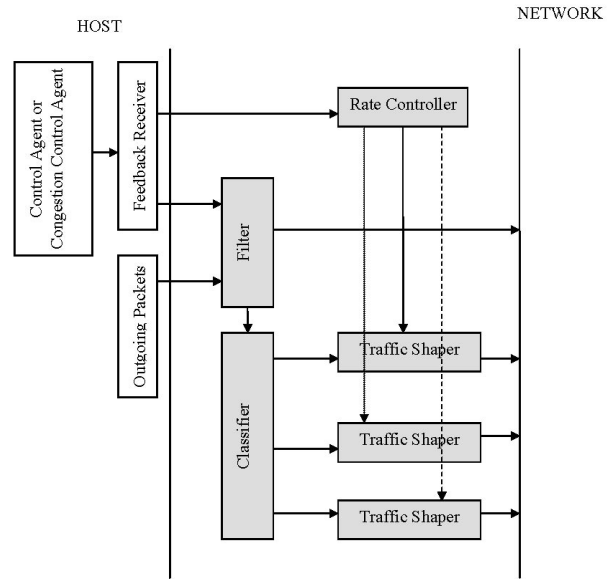 HOST
NETWORK
Control Agent or
Congestion Control Agent
Feedback Receiver
Rate Controller
Filter
Outgoing Packets
Classifier
Traffic Shaper
Traffic Shaper
Traffic Shaper